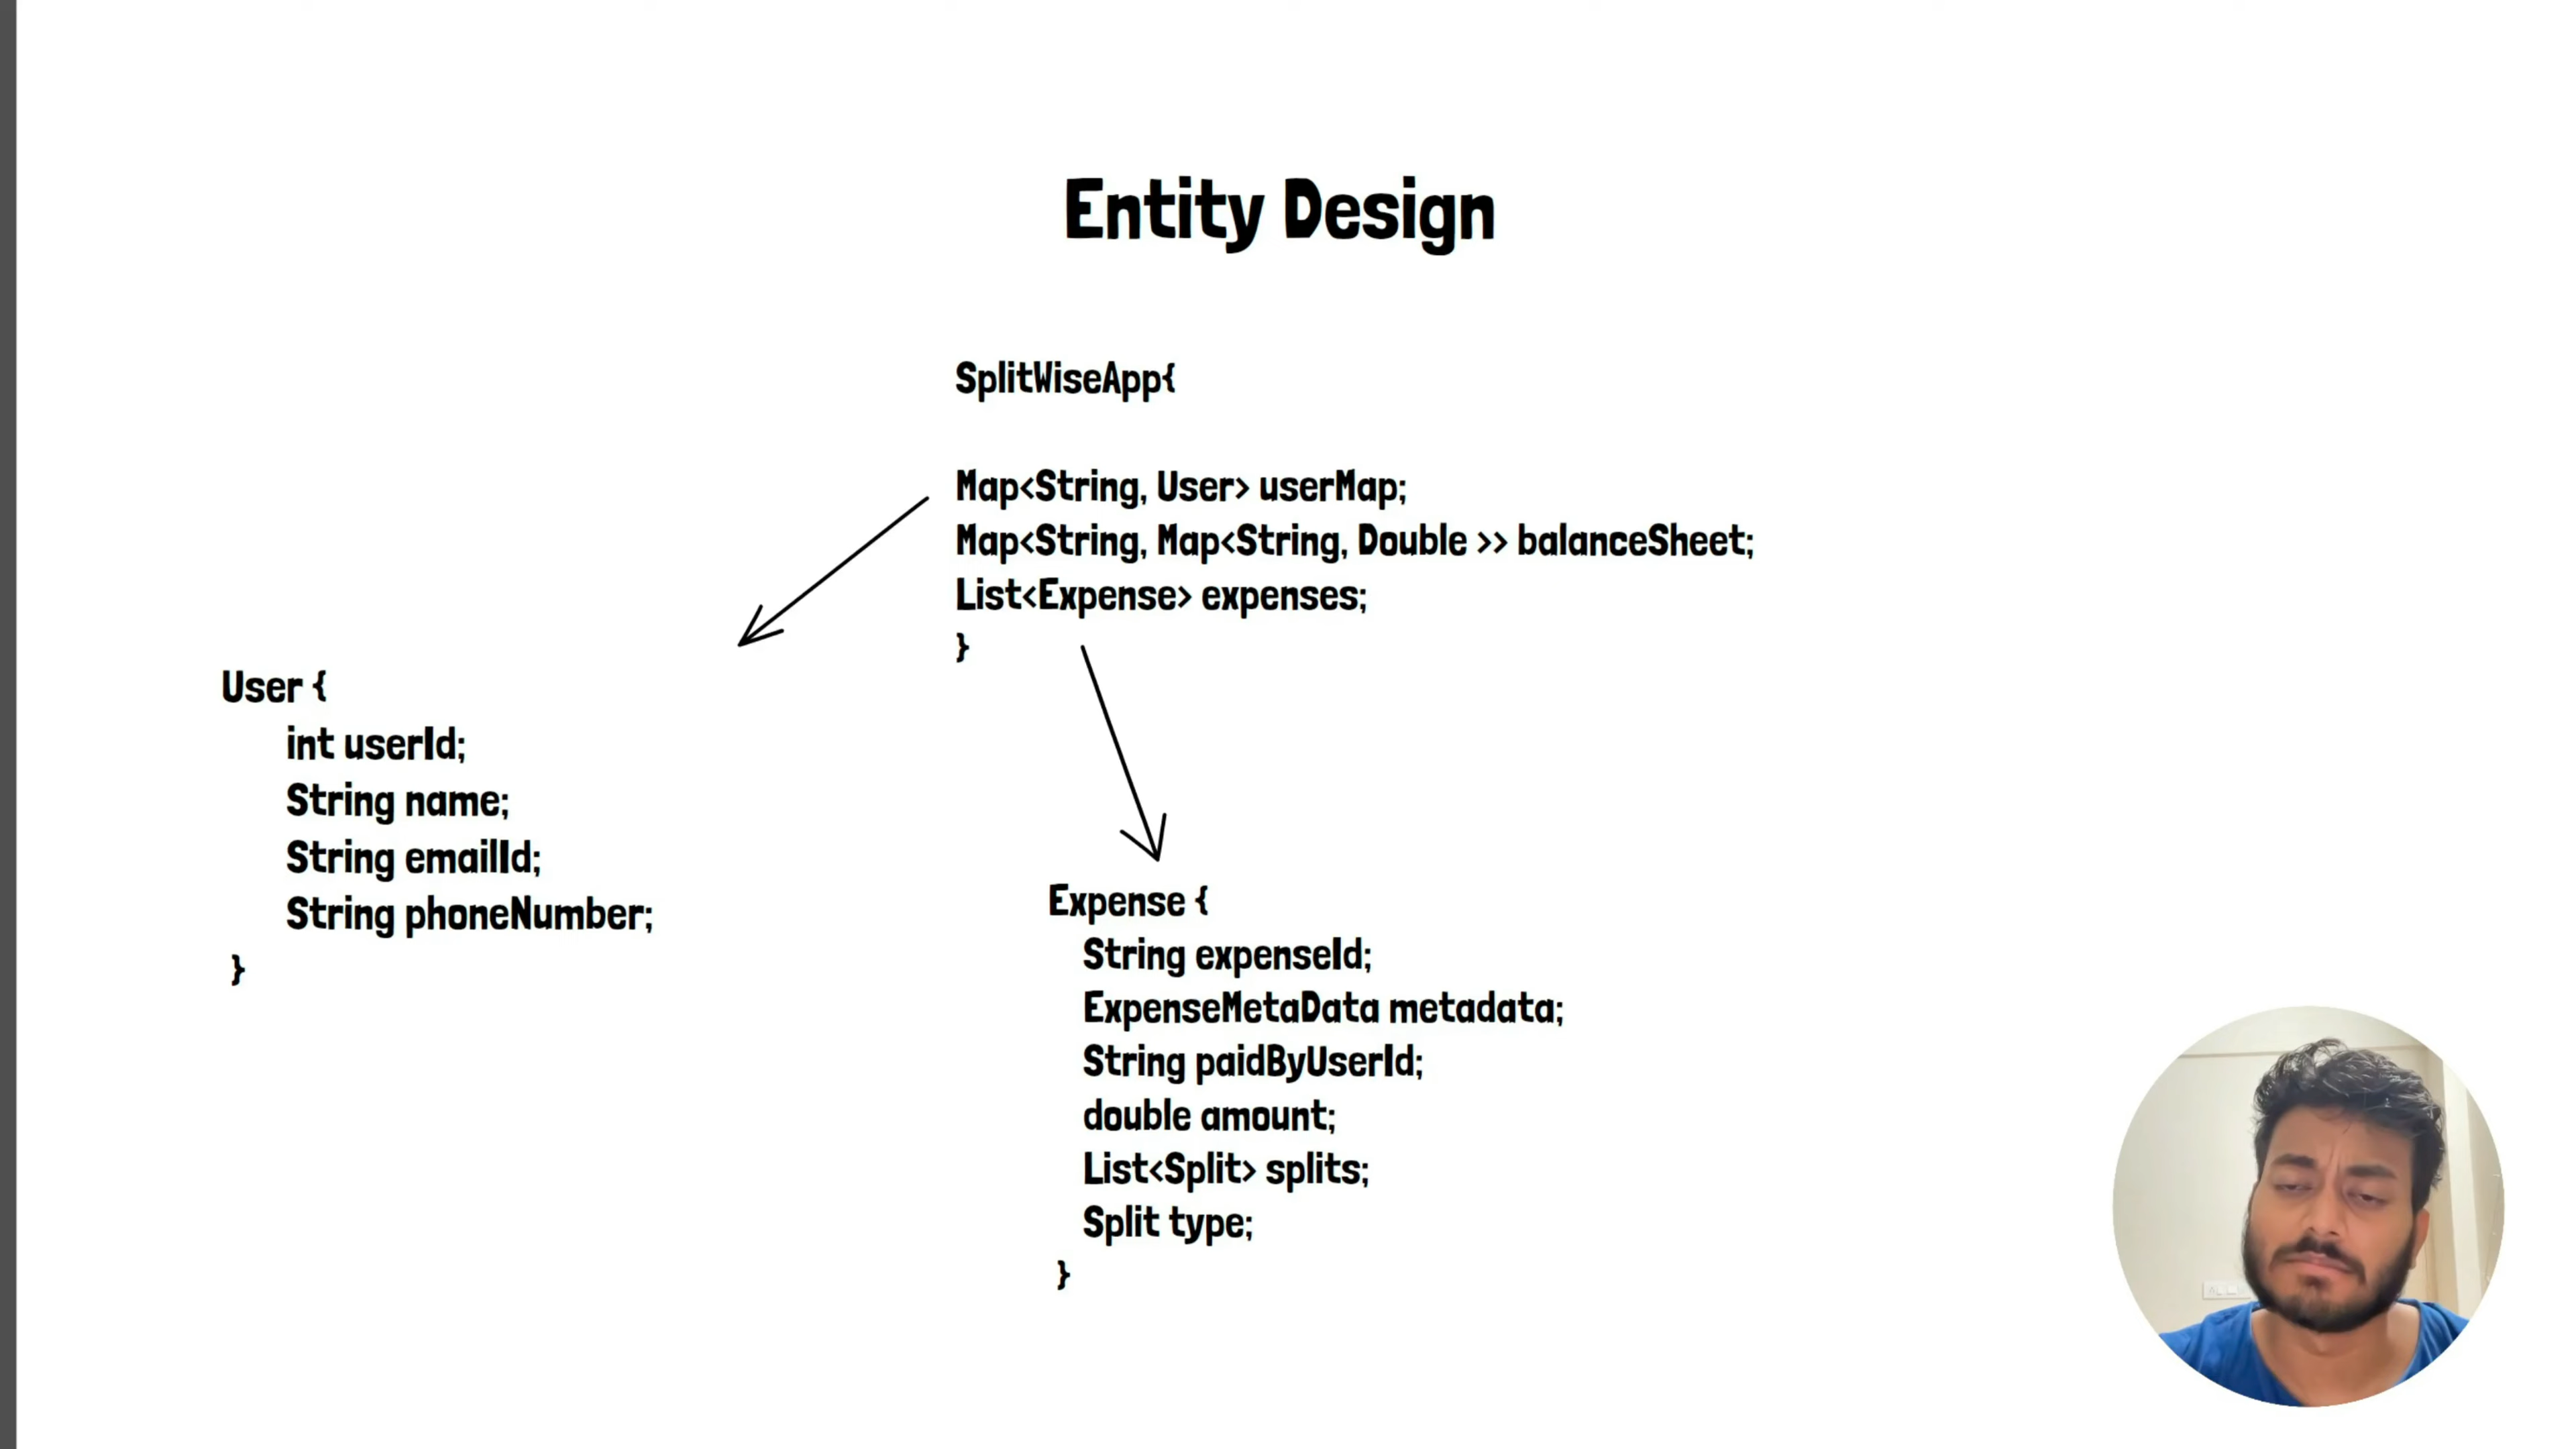 Entity Design
SplitWiseApp{
Map<String, User> userMap;
Map<String, Map<String, Double >> balanceSheet;
List<Expense> expenses;
}
User {
int userId;
String name;
String emailId;
String phoneNumber;
}
Expense {
String expenseId;
ExpenseMetaData metadata;
String paidByUserId;
double amount;
List<Split> splits;
Split type;
}